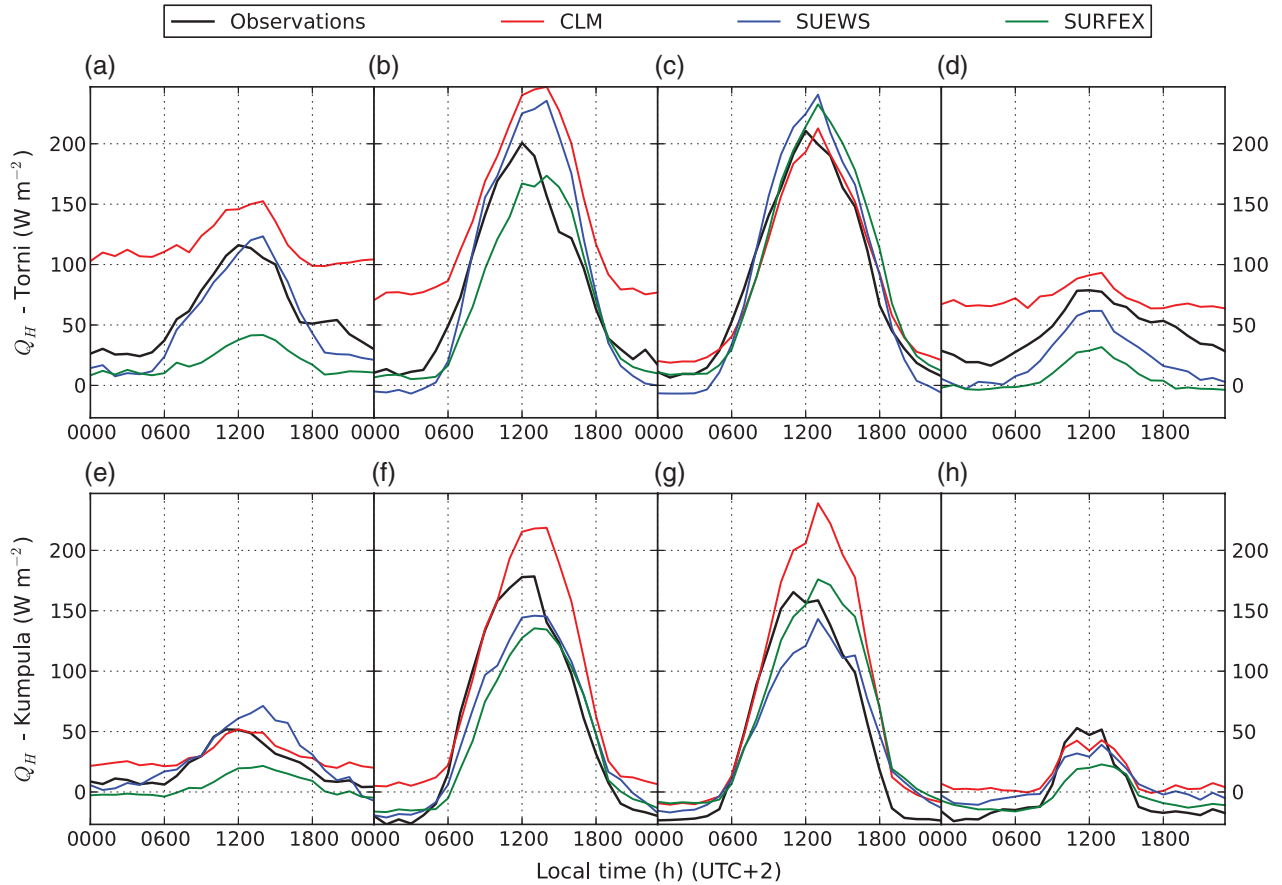 Observations CLM SUEWS SURFEX
(a) (b) (c) (d)
Q_H - Torni (W m⁻²)
200 200
150 150
100 100
50 50
0 0
0000 0600 1200 1800 0000 0600 1200 1800 0000 0600 1200 1800 0000 0600 1200 1800
(e) (f) (g) (h)
Q_H - Kumpula (W m⁻²)
200 200
150 150
100 100
50 50
0 0
0000 0600 1200 1800 0000 0600 1200 1800 0000 0600 1200 1800 0000 0600 1200 1800
Local time (h) (UTC+2)